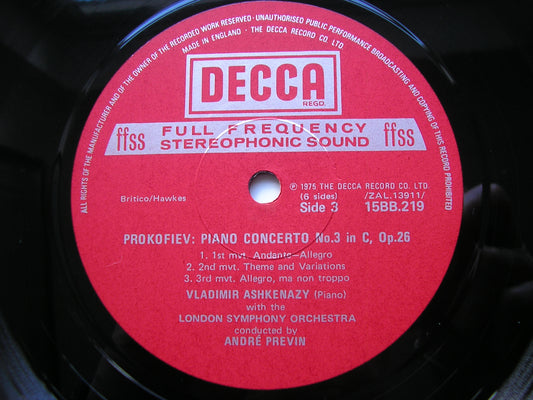 ALL RIGHTS OF THE MANUFACTURER AND OF THE OWNER OF THE RECORDED WORK RESERVED · UNAUTHORISED PUBLIC PERFORMANCE BROADCASTING AND COPYING OF THIS RECORD PROHIBITED
MADE IN ENGLAND · THE DECCA RECORD CO. LTD.
DECCA
REGD.
ffss FULL FREQUENCY STEREOPHONIC SOUND ffss
Britico/Hawkes
Ⓟ 1975 THE DECCA RECORD CO. LTD.
(6 sides) /ZAL.13911/
Side 3 15BB.219
PROKOFIEV: PIANO CONCERTO No.3 in C, Op.26
1. 1st mvt. Andante—Allegro
2. 2nd mvt. Theme and Variations
3. 3rd mvt. Allegro, ma non troppo
VLADIMIR ASHKENAZY (Piano)
with the
LONDON SYMPHONY ORCHESTRA
conducted by
ANDRÉ PREVIN